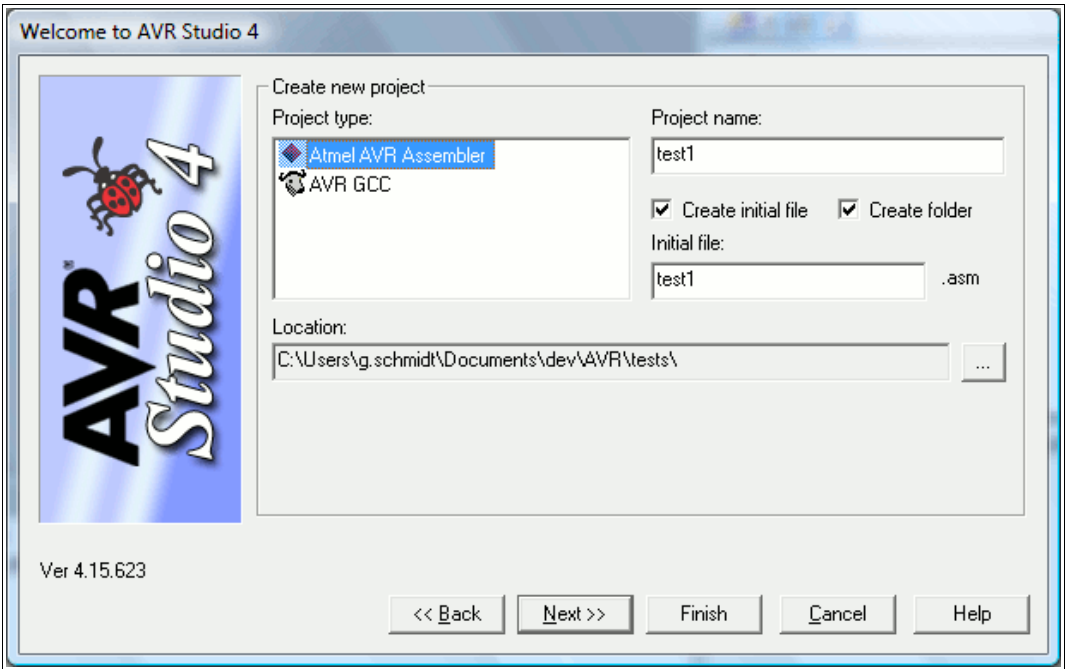 Welcome to AVR Studio 4
AVR®
Studio 4
Create new project
Project type:
Atmel AVR Assembler
AVR GCC
Project name:
test1
Create initial file
Create folder
Initial file:
test1
.asm
Location:
C:\Users\g.schmidt\Documents\dev\AVR\tests\
...
Ver 4.15.623
<< Back
Next >>
Finish
Cancel
Help